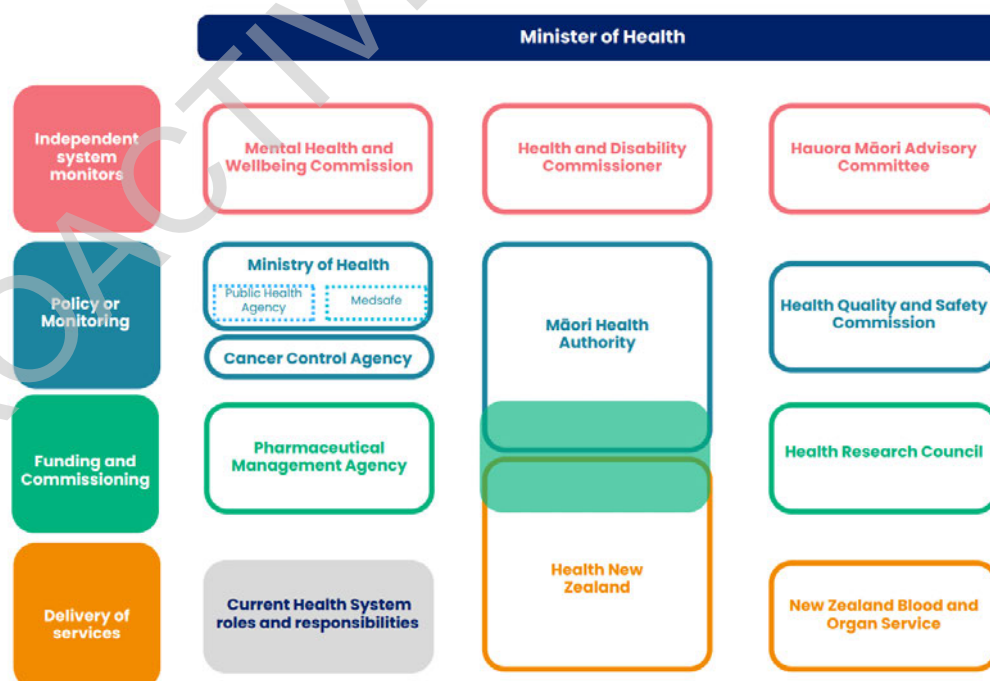 Minister of Health
Independent
system
monitors
Mental Health and
Wellbeing Commission
Health and Disability
Commissioner
Hauora Māori Advisory
Committee
Policy or
Monitoring
Ministry of Health
Public Health
Agency
Medsafe
Cancer Control Agency
Māori Health
Authority
Health Quality and Safety
Commission
Funding and
Commissioning
Pharmaceutical
Management Agency
Health Research Council
Delivery of
services
Current Health System
roles and responsibilities
Health New
Zealand
New Zealand Blood and
Organ Service